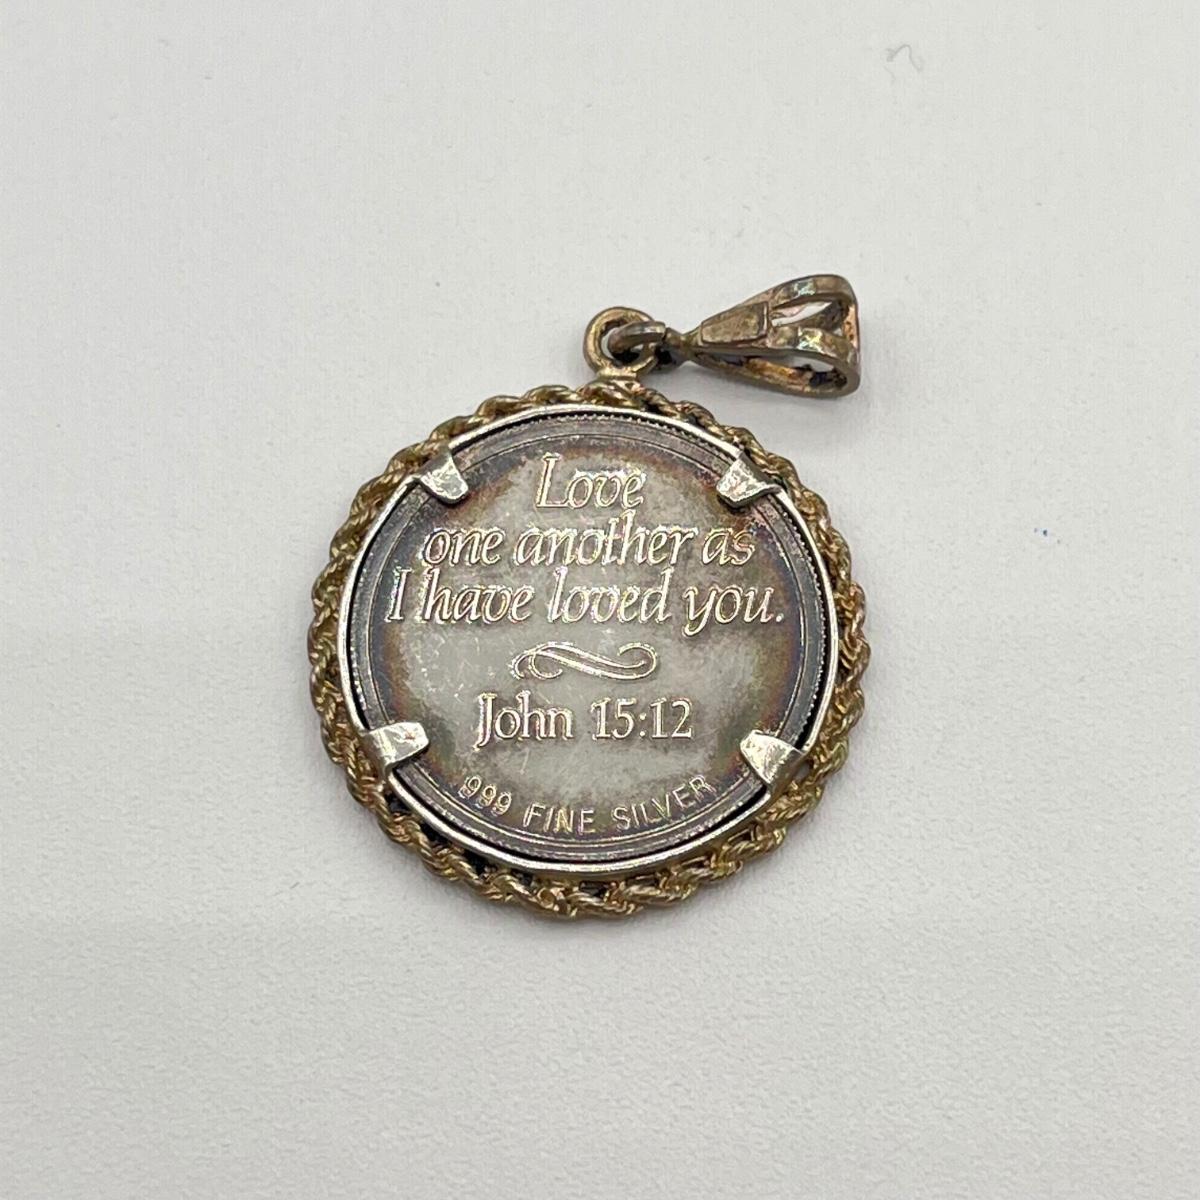 Love
one another as
I have loved you.
John 15:12
999 FINE SILVER